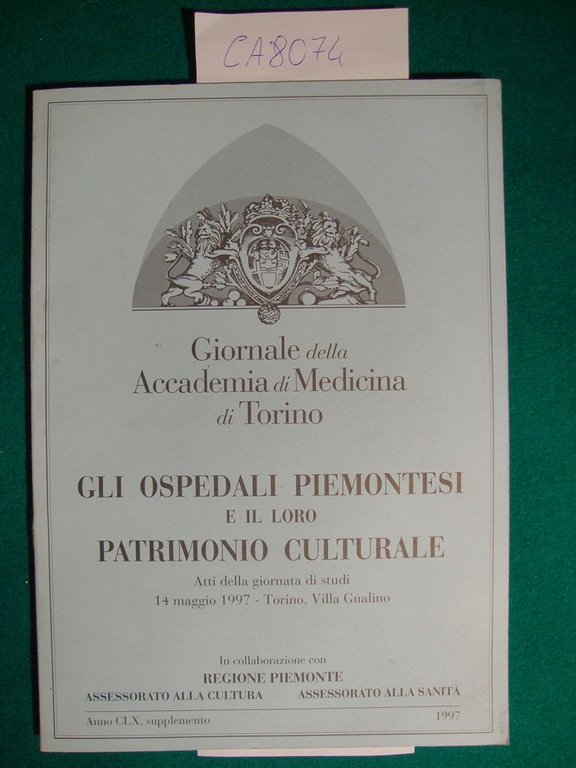 CA8074
Giornale della
Accademia di Medicina
di Torino
GLI OSPEDALI PIEMONTESI
E IL LORO
PATRIMONIO CULTURALE
Atti della giornata di studi
14 maggio 1997 - Torino, Villa Gualino
In collaborazione con
REGIONE PIEMONTE
ASSESSORATO ALLA CULTURA ASSESSORATO ALLA SANITÀ
Anno CLX, supplemento 1997